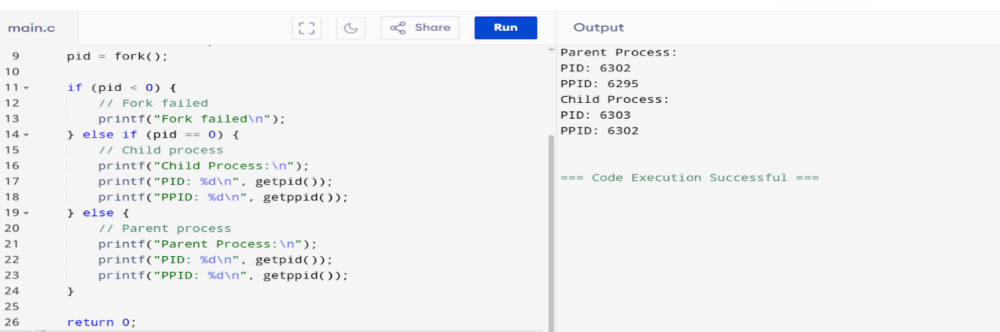 main.c
Share
Run
Output
9 pid = fork();
10
11 if (pid < 0) {
12 // Fork failed
13 printf("Fork failed\n");
14 } else if (pid == 0) {
15 // Child process
16 printf("Child Process:\n");
17 printf("PID: %d\n", getpid());
18 printf("PPID: %d\n", getppid());
19 } else {
20 // Parent process
21 printf("Parent Process:\n");
22 printf("PID: %d\n", getpid());
23 printf("PPID: %d\n", getppid());
24 }
25
26 return 0;
Parent Process:
PID: 6302
PPID: 6295
Child Process:
PID: 6303
PPID: 6302
=== Code Execution Successful ===